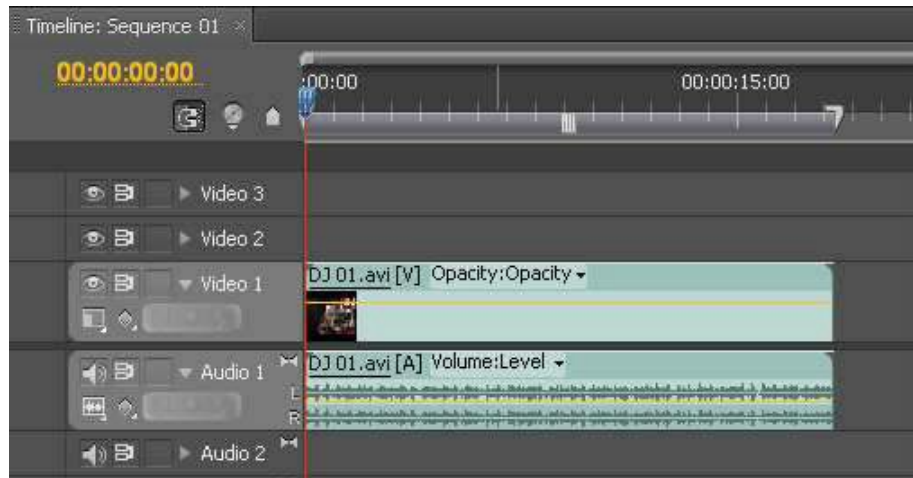 Timeline: Sequence 01
00:00:00:00
:00:00
00:00:15:00
Video 3
Video 2
Video 1
DJ 01.avi [V] Opacity:Opacity
Audio 1
DJ 01.avi [A] Volume:Level
L
R
Audio 2